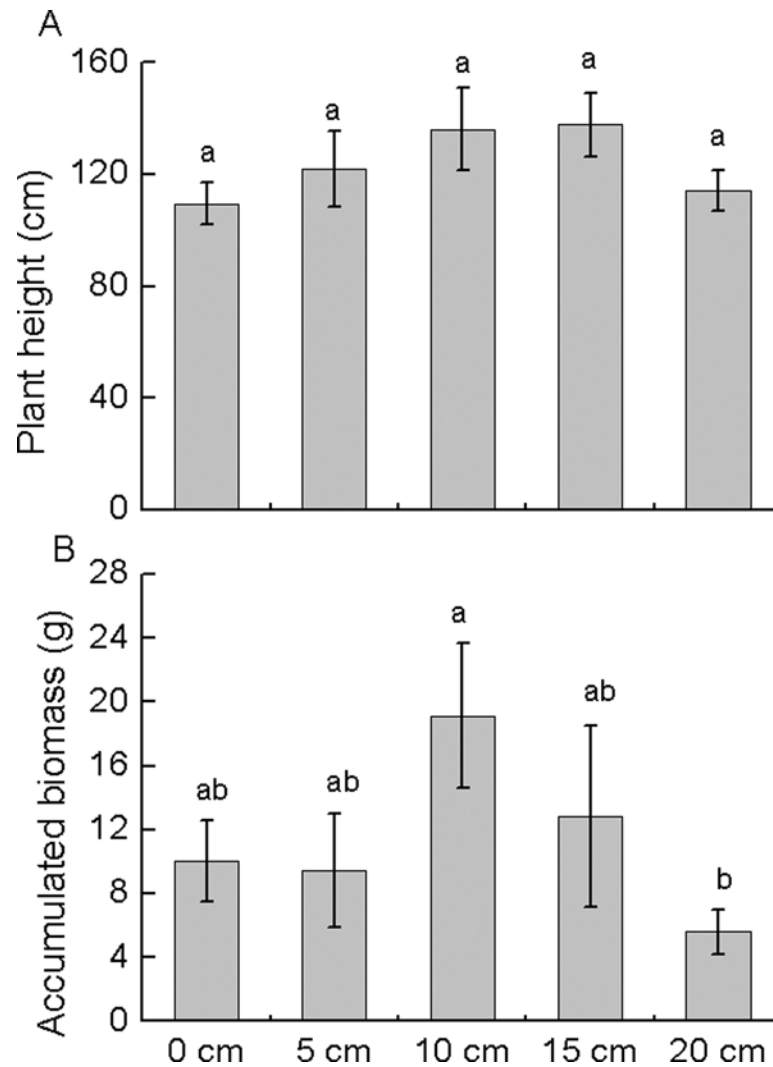 A
Plant height (cm)
160
120
80
40
0
a
a
a
a
a
B
Accumulated biomass (g)
28
24
20
16
12
8
4
0
ab
ab
a
ab
b
0 cm 5 cm 10 cm 15 cm 20 cm